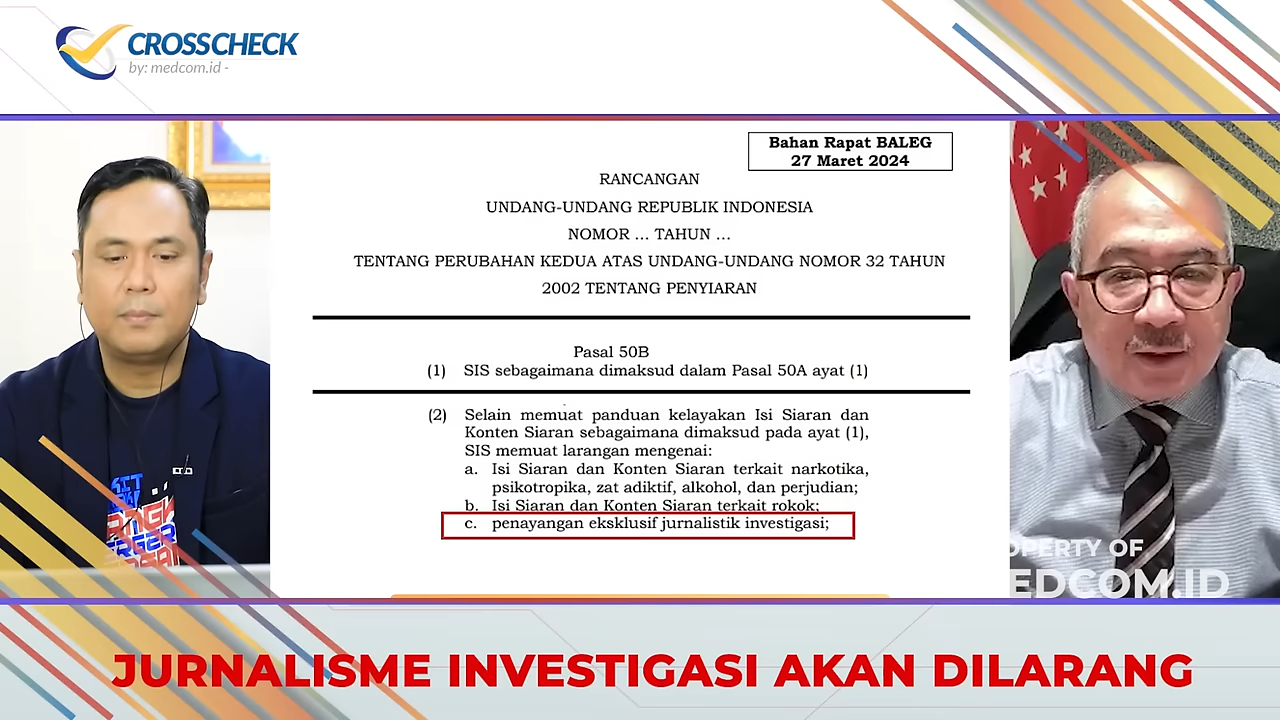 CROSSCHECK
by: medcom.id -
Bahan Rapat BALEG
27 Maret 2024
RANCANGAN
UNDANG-UNDANG REPUBLIK INDONESIA
NOMOR ... TAHUN ...
TENTANG PERUBAHAN KEDUA ATAS UNDANG-UNDANG NOMOR 32 TAHUN
2002 TENTANG PENYIARAN
Pasal 50B
(1) SIS sebagaimana dimaksud dalam Pasal 50A ayat (1)
(2) Selain memuat panduan kelayakan Isi Siaran dan
Konten Siaran sebagaimana dimaksud pada ayat (1),
SIS memuat larangan mengenai:
a. Isi Siaran dan Konten Siaran terkait narkotika,
psikotropika, zat adiktif, alkohol, dan perjudian;
b. Isi Siaran dan Konten Siaran terkait rokok;
c. penayangan eksklusif jurnalistik investigasi;
OPERTY OF
EDCOM.ID
JURNALISME INVESTIGASI AKAN DILARANG